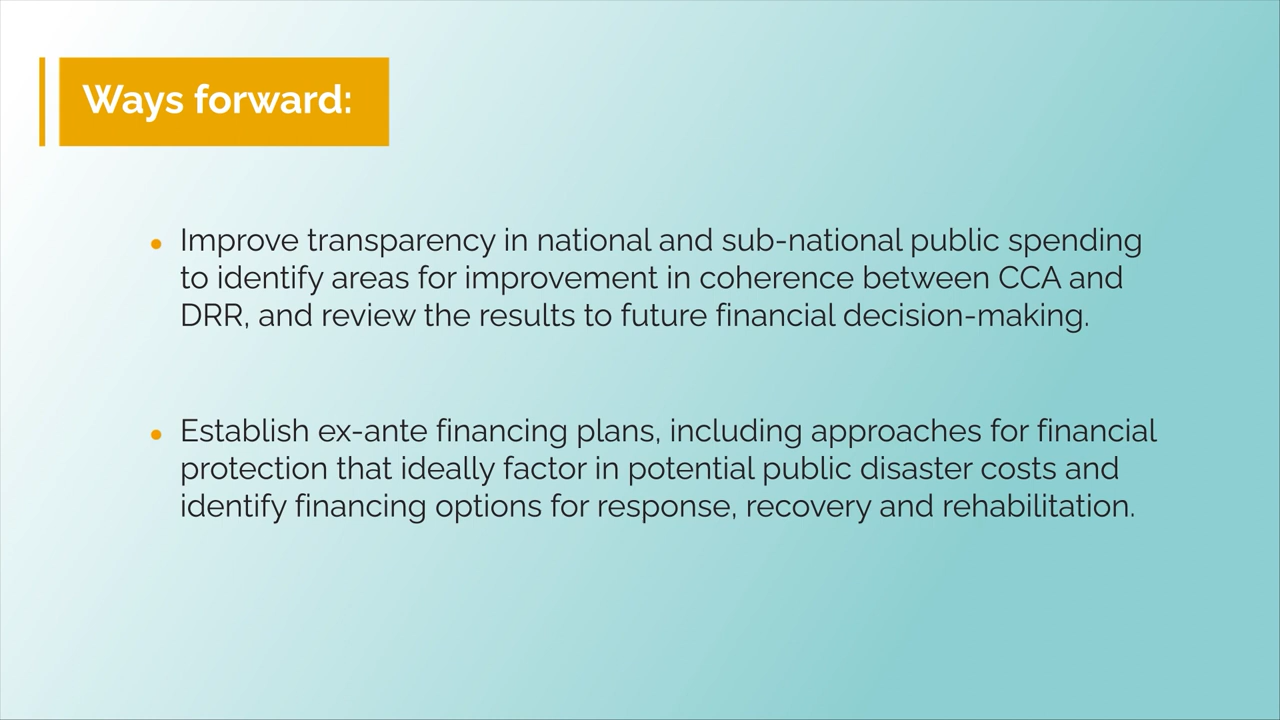 Ways forward:
Improve transparency in national and sub-national public spending
to identify areas for improvement in coherence between CCA and
DRR, and review the results to future financial decision-making.
Establish ex-ante financing plans, including approaches for financial
protection that ideally factor in potential public disaster costs and
identify financing options for response, recovery and rehabilitation.